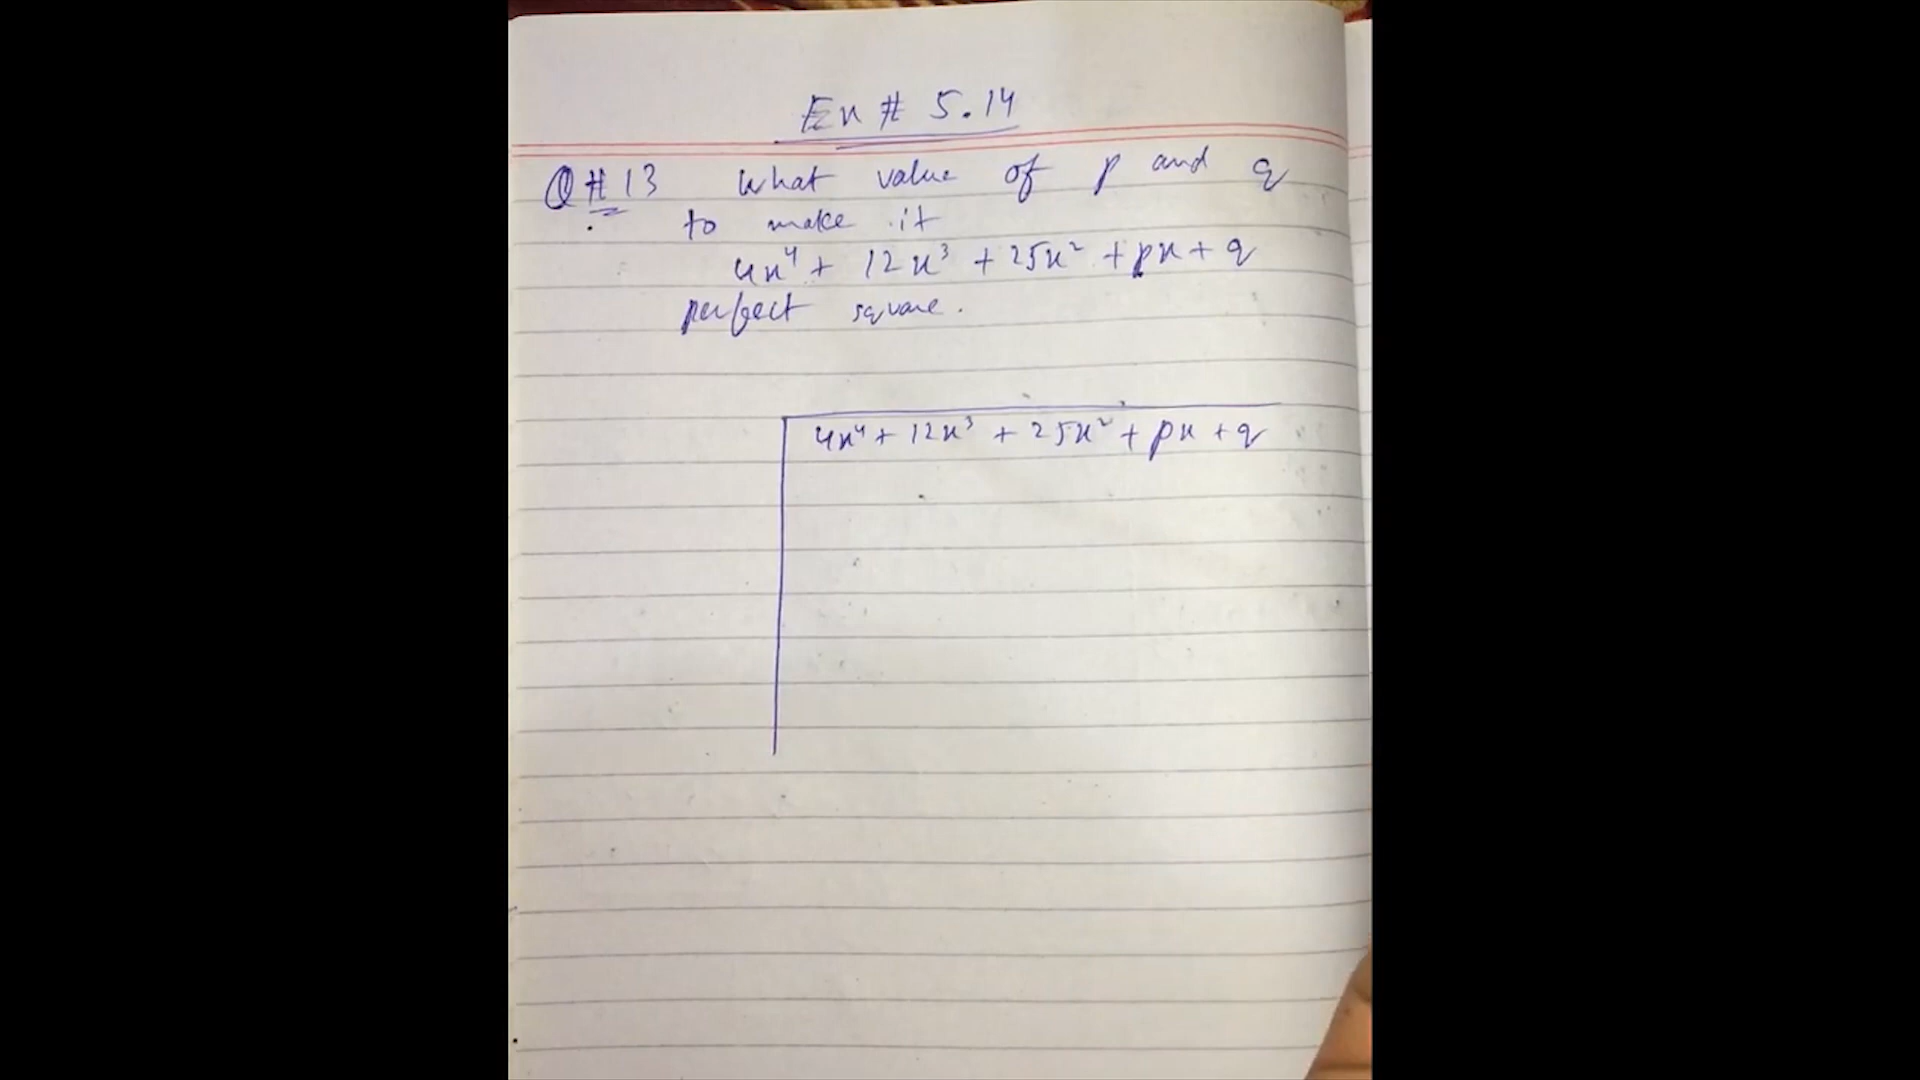 Ex # 5.14
Q # 13 What value of p and q
to make it
4x⁴ + 12x³ + 25x² + px + q
perfect square.
4x⁴ + 12x³ + 25x² + px + q